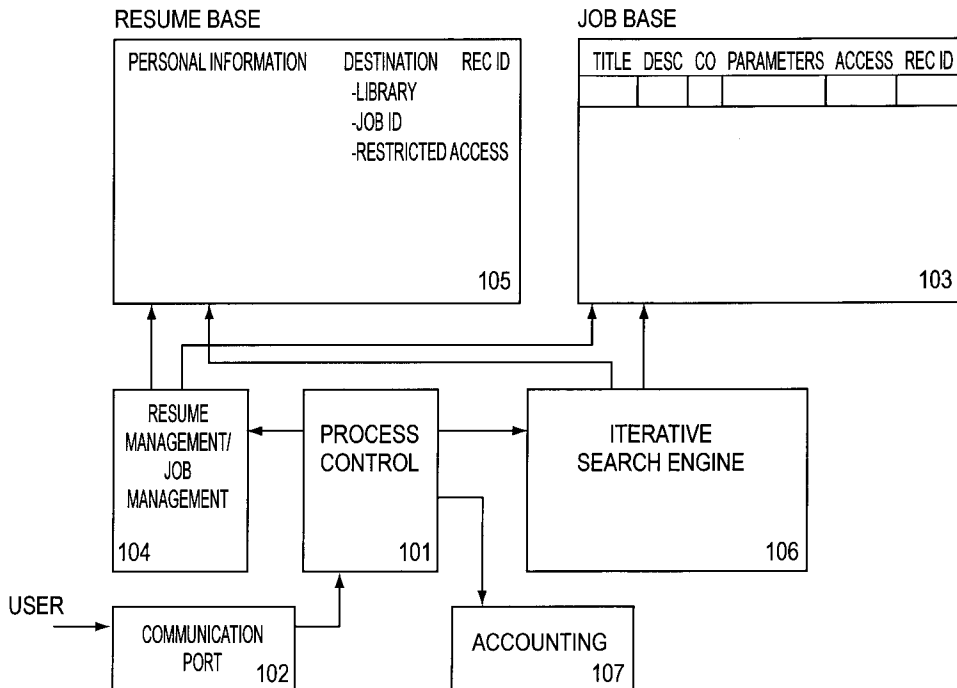 RESUME BASE
PERSONAL INFORMATION DESTINATION REC ID
-LIBRARY
-JOB ID
-RESTRICTED ACCESS
105
JOB BASE
TITLE DESC CO PARAMETERS ACCESS REC ID
103
RESUME
MANAGEMENT/
JOB
MANAGEMENT
104
PROCESS
CONTROL
101
ITERATIVE
SEARCH ENGINE
106
USER
COMMUNICATION
PORT
102
ACCOUNTING
107